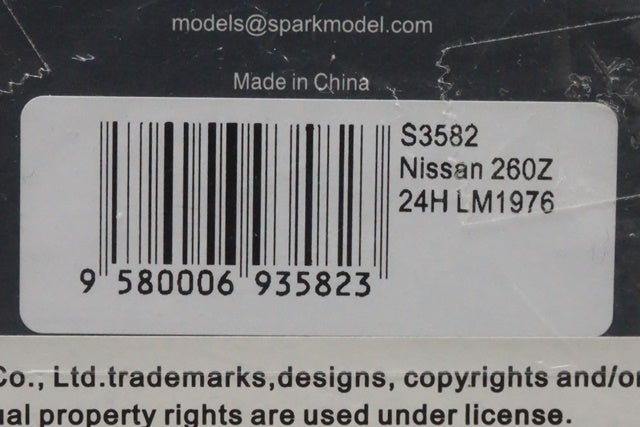 models@sparkmodel.com
Made in China
S3582
Nissan 260Z
24H LM1976
9 580006 935823
Co., Ltd.trademarks,designs, copyrights and/or
ual property rights are used under license.